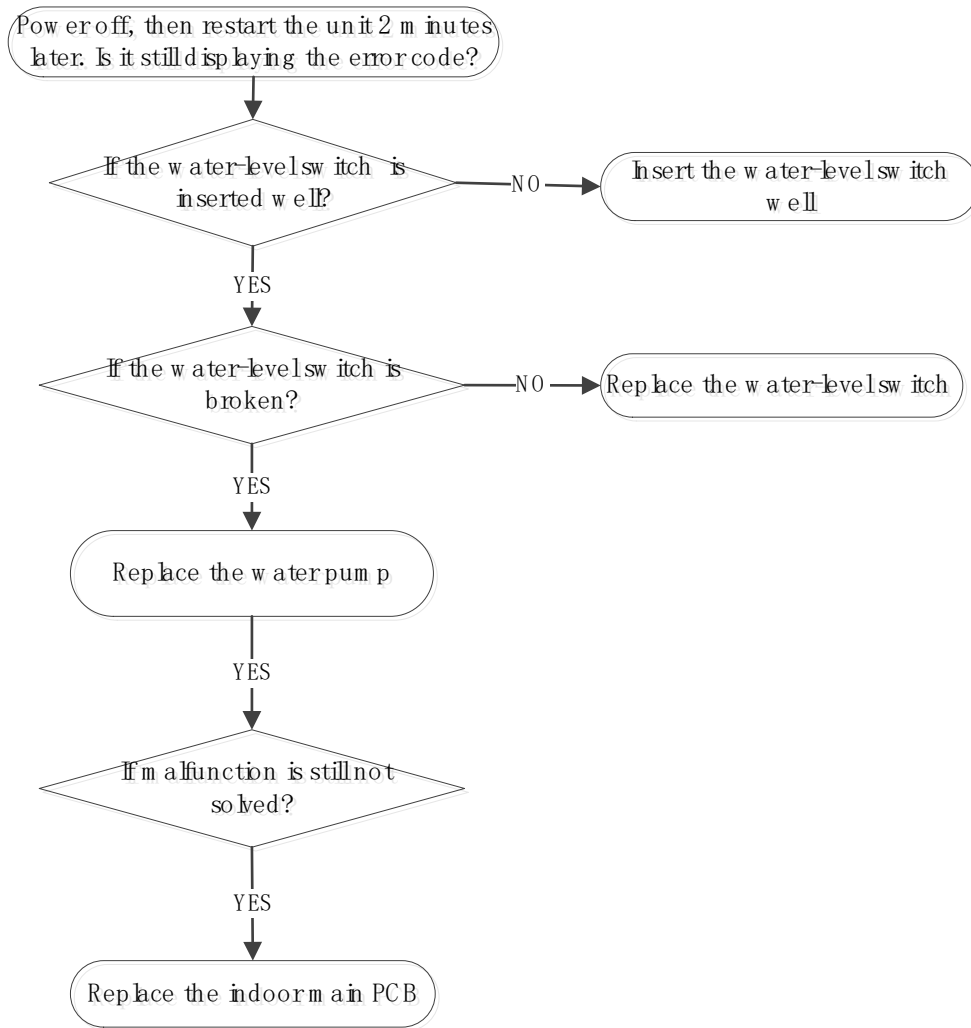 Power off, then restart the unit 2 minutes
later. Is it still displaying the error code?
If the water-level switch is
inserted well?
NO
Insert the water-level switch
well
YES
If the water-level switch is
broken?
NO
Replace the water-level switch
YES
Replace the water pump
YES
If malfunction is still not
solved?
YES
Replace the indoor main PCB